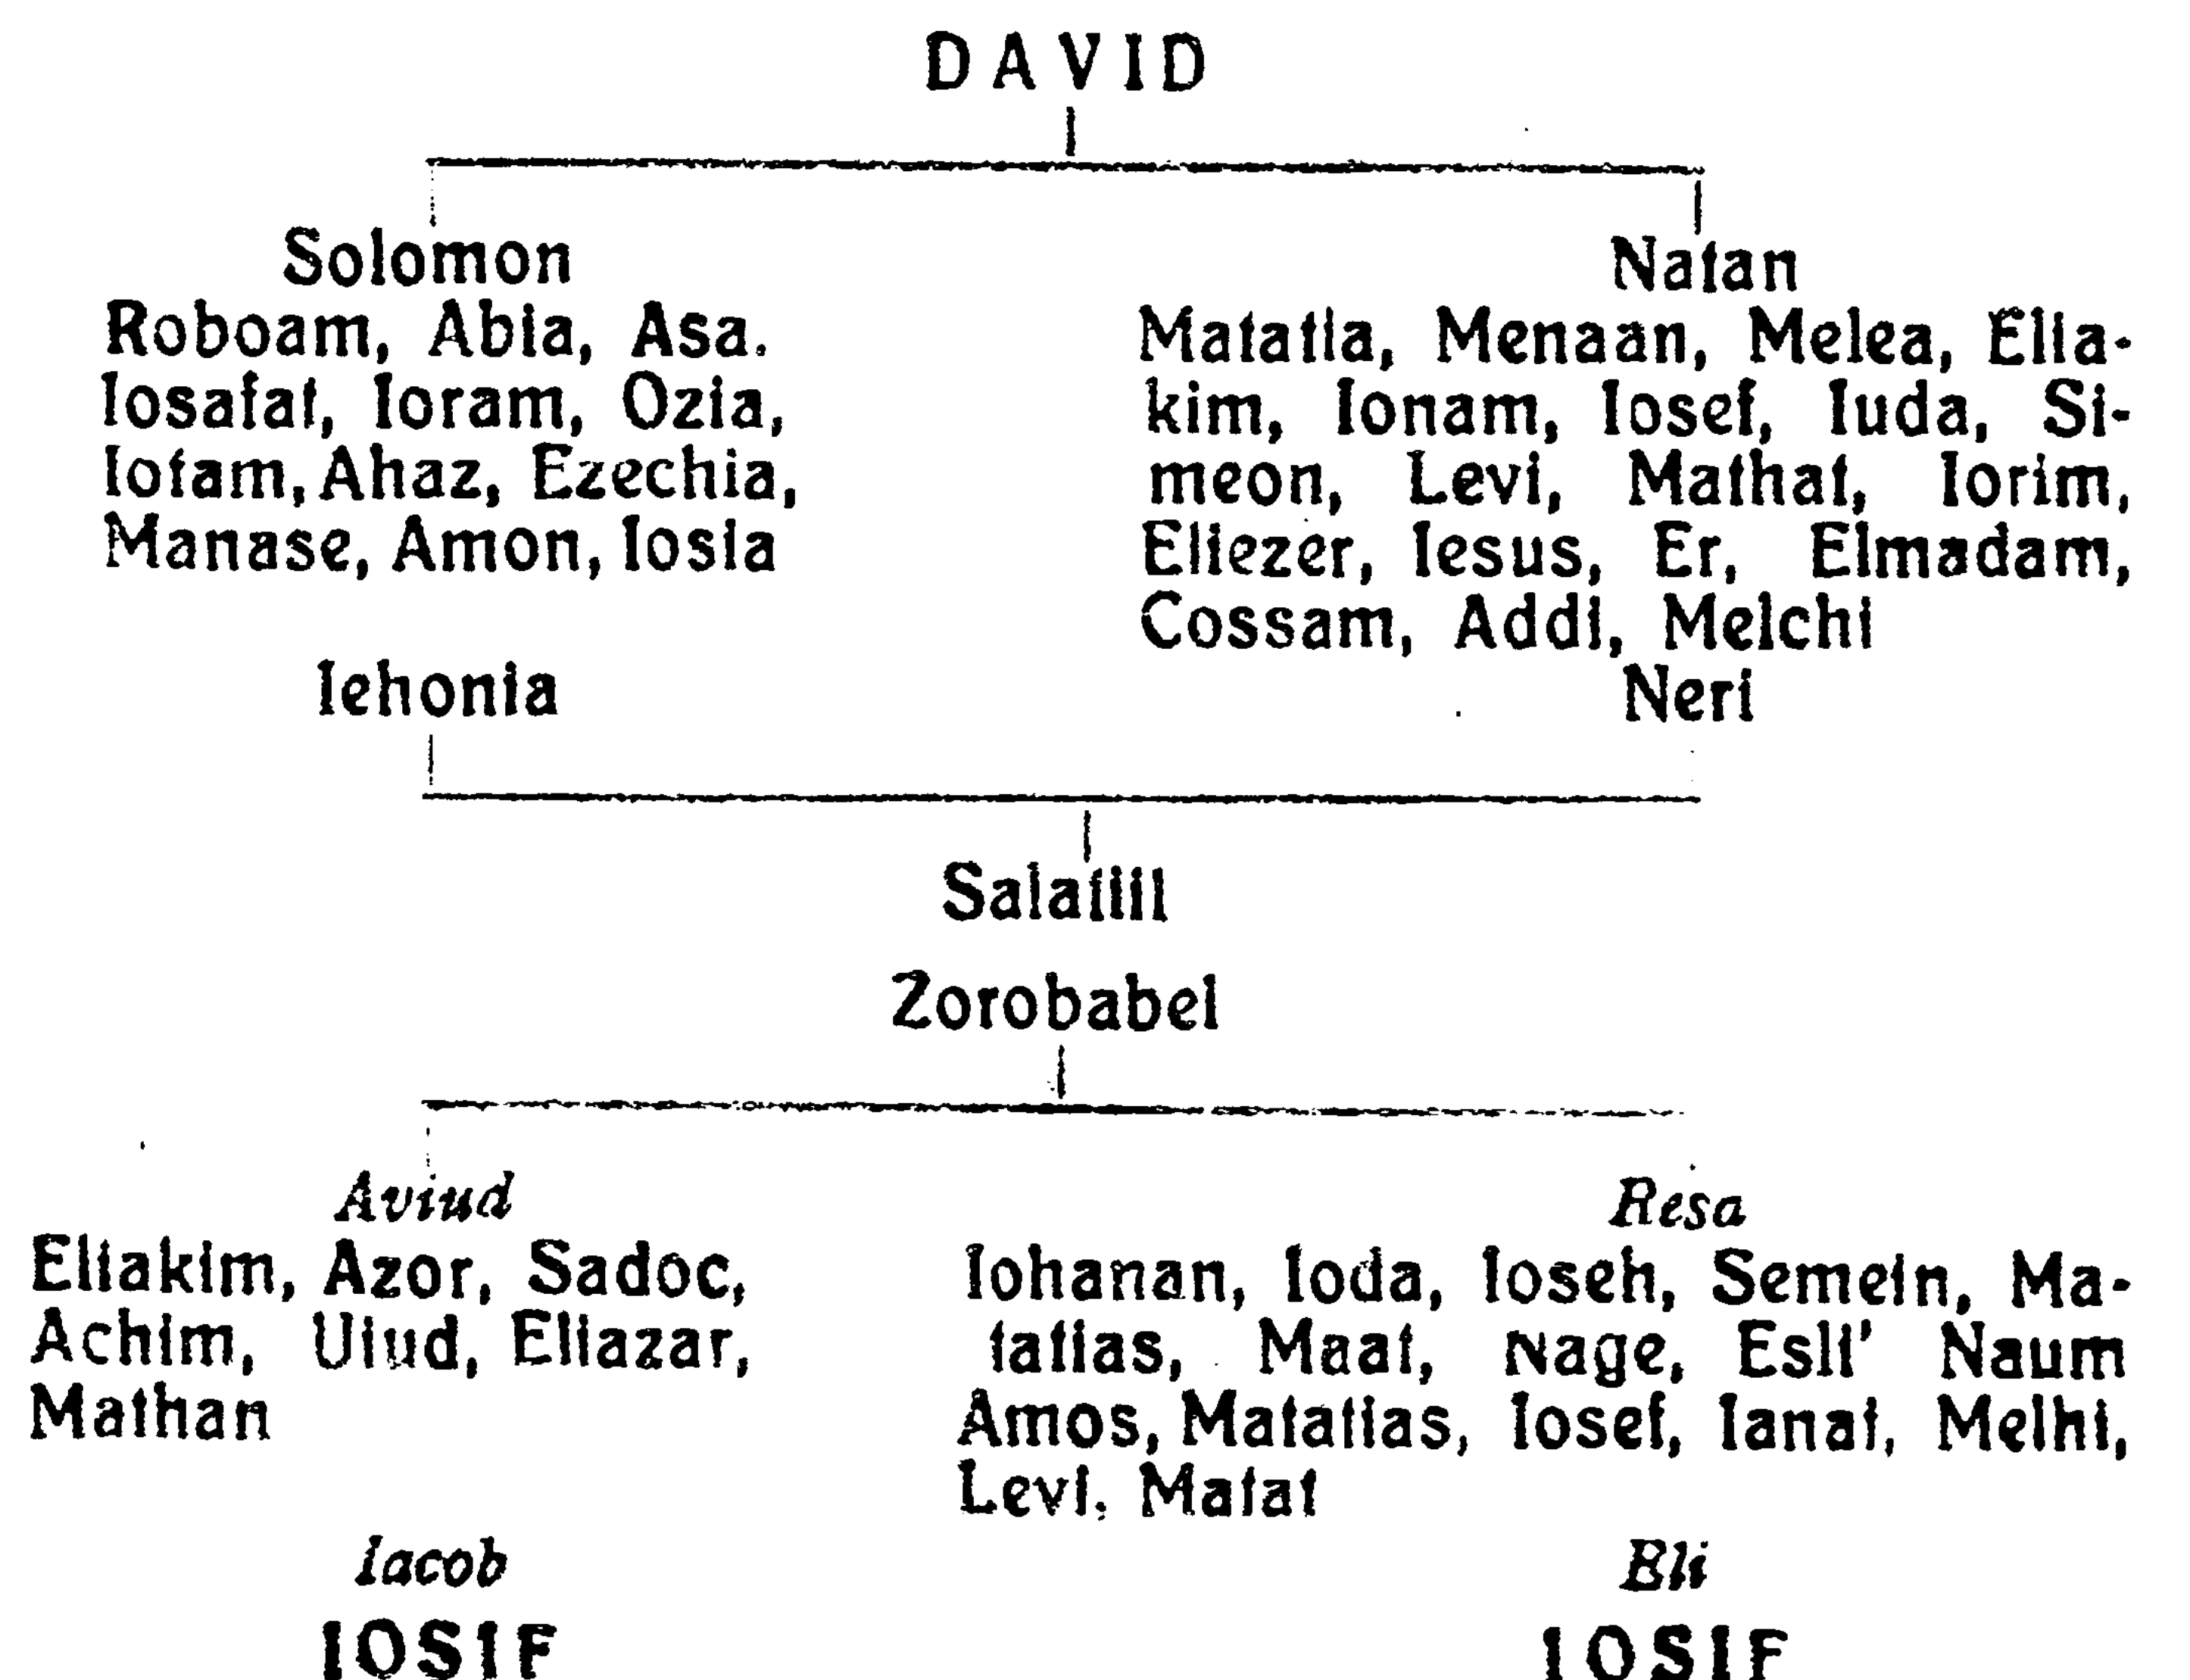 DAVID
Solomon
Roboam, Abia, Asa.
Iosafat, Ioram, Ozia,
Iotam, Ahaz, Ezechia,
Manase, Amon, Iosia
Iehonia
Natan
Matatia, Menaan, Melea, Elia-
kim, Ionam, Iosef, Iuda, Si-
meon, Levi, Mathat, Iorim,
Eliezer, Iesus, Er, Elmadam,
Cossam, Addi, Melchi
Neri
Salatiil
Zorobabel
Aviud
Eliakim, Azor, Sadoc,
Achim, Uiud, Eliazar,
Mathan
Iacob
IOSIF
Resa
Iohanan, Ioda, Ioseh, Semein, Ma-
tatias, Maat, Nage, Esli' Naum
Amos, Matatias, Iosef, Ianat, Melhi,
Levi, Matat
Bli
IOSIF